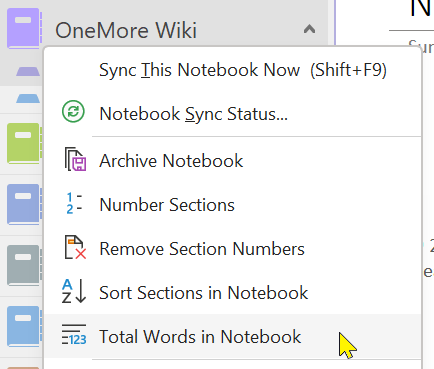 OneMore Wiki
Sync This Notebook Now (Shift+F9)
Notebook Sync Status...
Archive Notebook
Number Sections
Remove Section Numbers
Sort Sections in Notebook
Total Words in Notebook